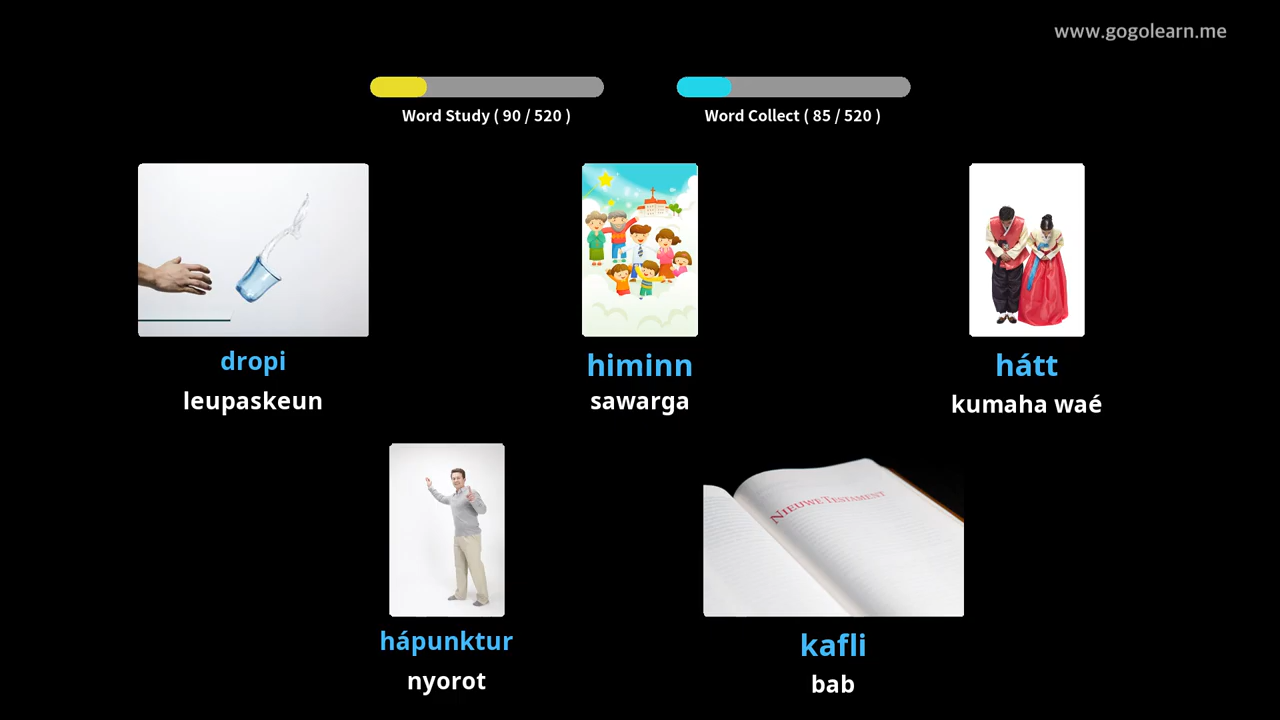 www.gogolearn.me
Word Study ( 90 / 520 )
Word Collect ( 85 / 520 )
dropi
leupaskeun
himinn
sawarga
hátt
kumaha waé
hápunktur
nyorot
NIEUWE TESTAMENT
kafli
bab